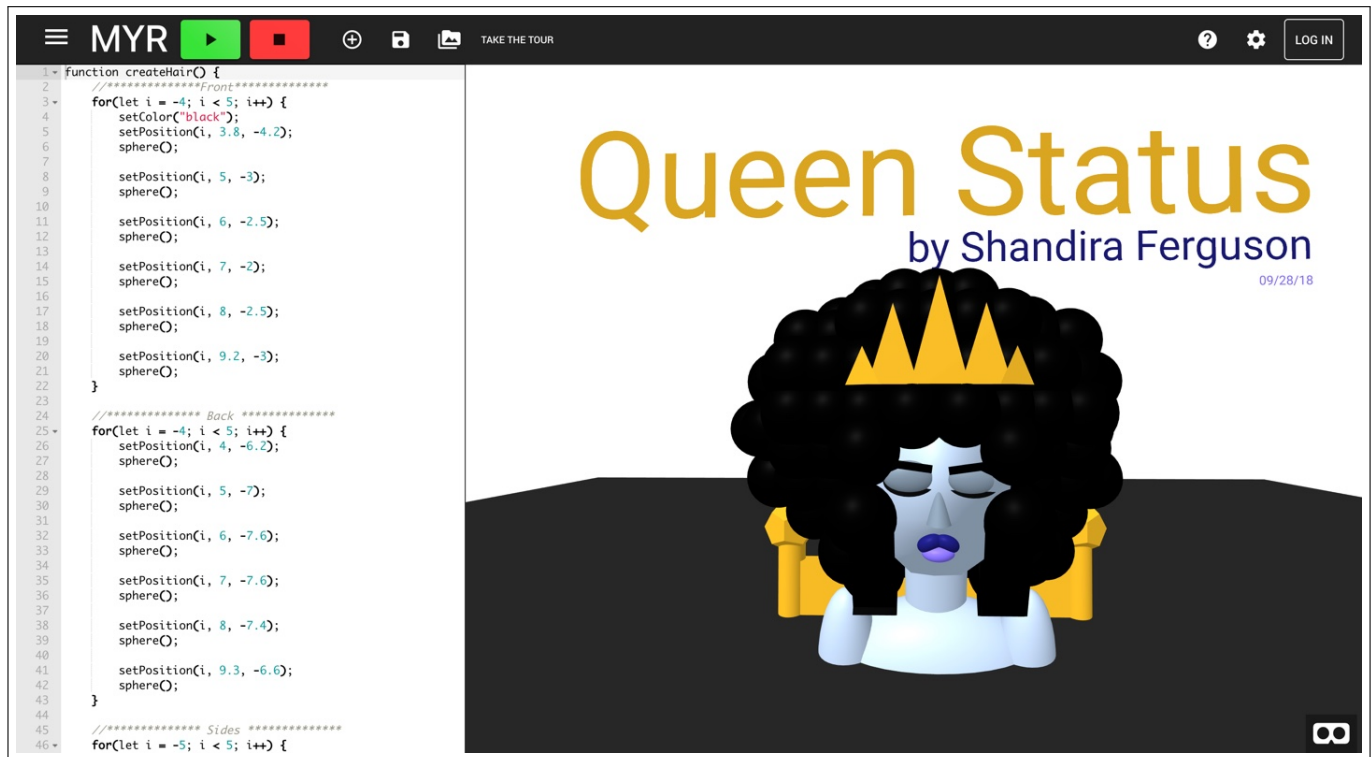 MYR
TAKE THE TOUR
LOG IN
1 function createHair() {
2 //**************Front**************
3 for(let i = -4; i < 5; i++) {
4 setColor("black");
5 setPosition(i, 3.8, -4.2);
6 sphere();
7
8 setPosition(i, 5, -3);
9 sphere();
10
11 setPosition(i, 6, -2.5);
12 sphere();
13
14 setPosition(i, 7, -2);
15 sphere();
16
17 setPosition(i, 8, -2.5);
18 sphere();
19
20 setPosition(i, 9.2, -3);
21 sphere();
22 }
23
24 //************** Back **************
25 for(let i = -4; i < 5; i++) {
26 setPosition(i, 4, -6.2);
27 sphere();
28
29 setPosition(i, 5, -7);
30 sphere();
31
32 setPosition(i, 6, -7.6);
33 sphere();
34
35 setPosition(i, 7, -7.6);
36 sphere();
37
38 setPosition(i, 8, -7.4);
39 sphere();
40
41 setPosition(i, 9.3, -6.6);
42 sphere();
43 }
44
45 //************** Sides **************
46 for(let i = -5; i < 5; i++) {
Queen Status
by Shandira Ferguson
09/28/18